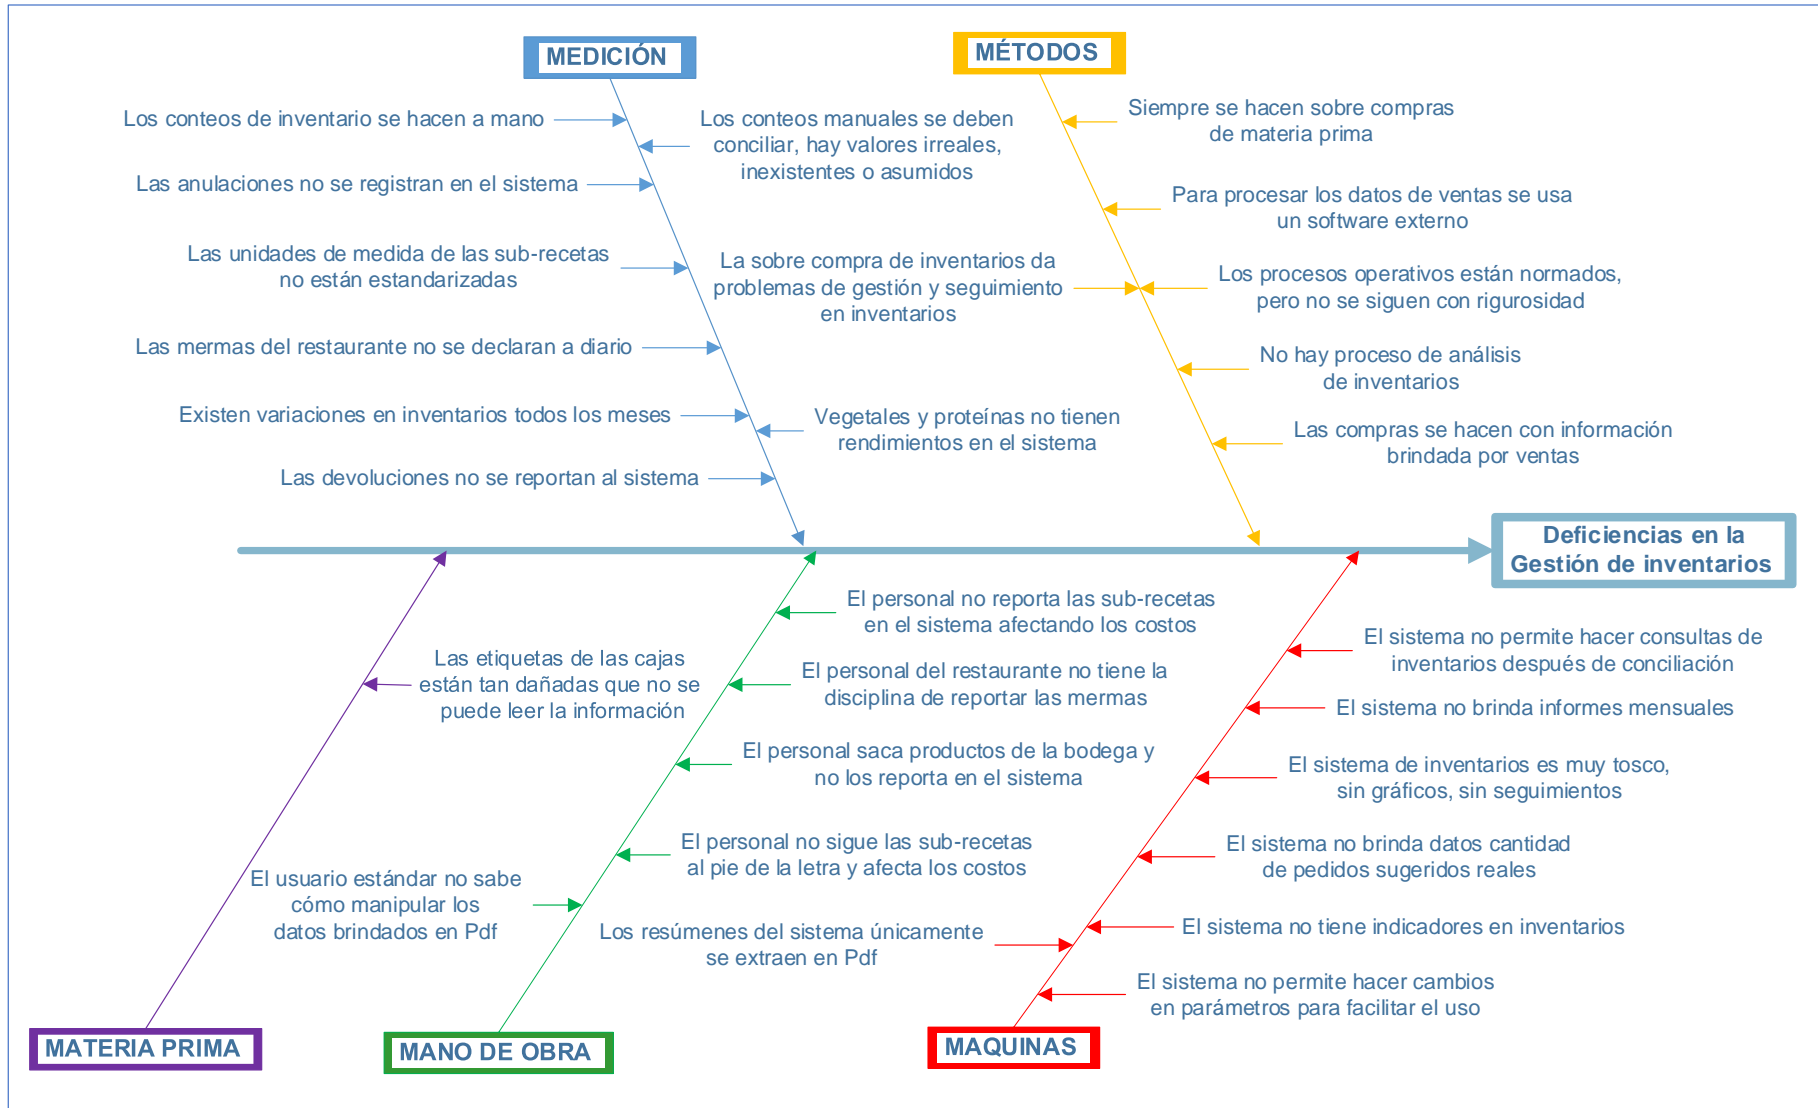 MEDICIÓN
MÉTODOS
Los conteos de inventario se hacen a mano
Los conteos manuales se deben
conciliar, hay valores irreales,
inexistentes o asumidos
Las anulaciones no se registran en el sistema
Las unidades de medida de las sub-recetas
no están estandarizadas
Las mermas del restaurante no se declaran a diario
Existen variaciones en inventarios todos los meses
Vegetales y proteínas no tienen
rendimientos en el sistema
Las devoluciones no se reportan al sistema
Siempre se hacen sobre compras
de materia prima
Para procesar los datos de ventas se usa
un software externo
La sobre compra de inventarios da
problemas de gestión y seguimiento
en inventarios
Los procesos operativos están normados,
pero no se siguen con rigurosidad
No hay proceso de análisis
de inventarios
Las compras se hacen con información
brindada por ventas
Deficiencias en la
Gestión de inventarios
Las etiquetas de las cajas
están tan dañadas que no se
puede leer la información
El personal no reporta las sub-recetas
en el sistema afectando los costos
El personal del restaurante no tiene la
disciplina de reportar las mermas
El personal saca productos de la bodega y
no los reporta en el sistema
El personal no sigue las sub-recetas
al pie de la letra y afecta los costos
El usuario estándar no sabe
cómo manipular los
datos brindados en Pdf
El sistema no permite hacer consultas de
inventarios después de conciliación
El sistema no brinda informes mensuales
El sistema de inventarios es muy tosco,
sin gráficos, sin seguimientos
El sistema no brinda datos cantidad
de pedidos sugeridos reales
El sistema no tiene indicadores en inventarios
Los resúmenes del sistema únicamente
se extraen en Pdf
El sistema no permite hacer cambios
en parámetros para facilitar el uso
MATERIA PRIMA
MANO DE OBRA
MAQUINAS